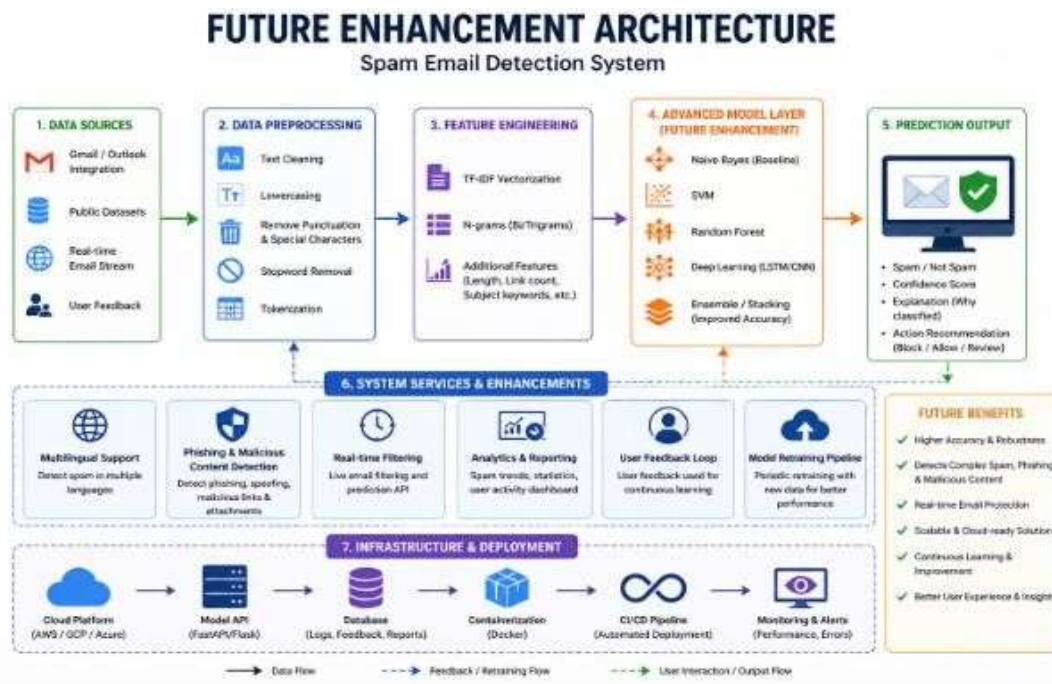 FUTURE ENHANCEMENT ARCHITECTURE
Spam Email Detection System
1. DATA SOURCES
Gmail / Outlook
Integration
Public Datasets
Real-time
Email Stream
User Feedback
2. DATA PREPROCESSING
Aa
Text Cleaning
TT
Lowercasing
Remove Punctuation
& Special Characters
Stopword Removal
Tokenization
3. FEATURE ENGINEERING
TF-IDF Vectorization
N-grams (Bi/Trigrams)
Additional Features
(Length, Link count,
Subject keywords, etc.)
4. ADVANCED MODEL LAYER
(FUTURE ENHANCEMENT)
Naive Bayes (Baseline)
SVM
Random Forest
Deep Learning (LSTM/CNN)
Ensemble / Stacking
(Improved Accuracy)
5. PREDICTION OUTPUT
• Spam / Not Spam
• Confidence Score
• Explanation (Why
classified)
• Action Recommendation
(Block / Allow / Review)
6. SYSTEM SERVICES & ENHANCEMENTS
Multilingual Support
Detect spam in multiple
languages
Phishing & Malicious
Content Detection
Detect phishing, spoofing,
malicious links &
attachments
Real-time Filtering
Live email filtering and
prediction API
Analytics & Reporting
Spam trends, statistics,
user activity dashboard
User Feedback Loop
User feedback used for
continuous learning
Model Retraining Pipeline
Periodic retraining with
new data for better
performance
FUTURE BENEFITS
Higher Accuracy & Robustness
Detects Complex Spam, Phishing
& Malicious Content
Real-time Email Protection
Scalable & Cloud-ready Solution
Continuous Learning &
Improvement
Better User Experience & Insight
7. INFRASTRUCTURE & DEPLOYMENT
Cloud Platform
(AWS / GCP / Azure)
Model API
(FastAPI/Flask)
Database
(Logs, Feedback, Reports)
Containerization
(Docker)
CI/CD Pipeline
(Automated Deployment)
Monitoring & Alerts
(Performance, Errors)
Data Flow
Feedback / Retraining Flow
User Interaction / Output Flow